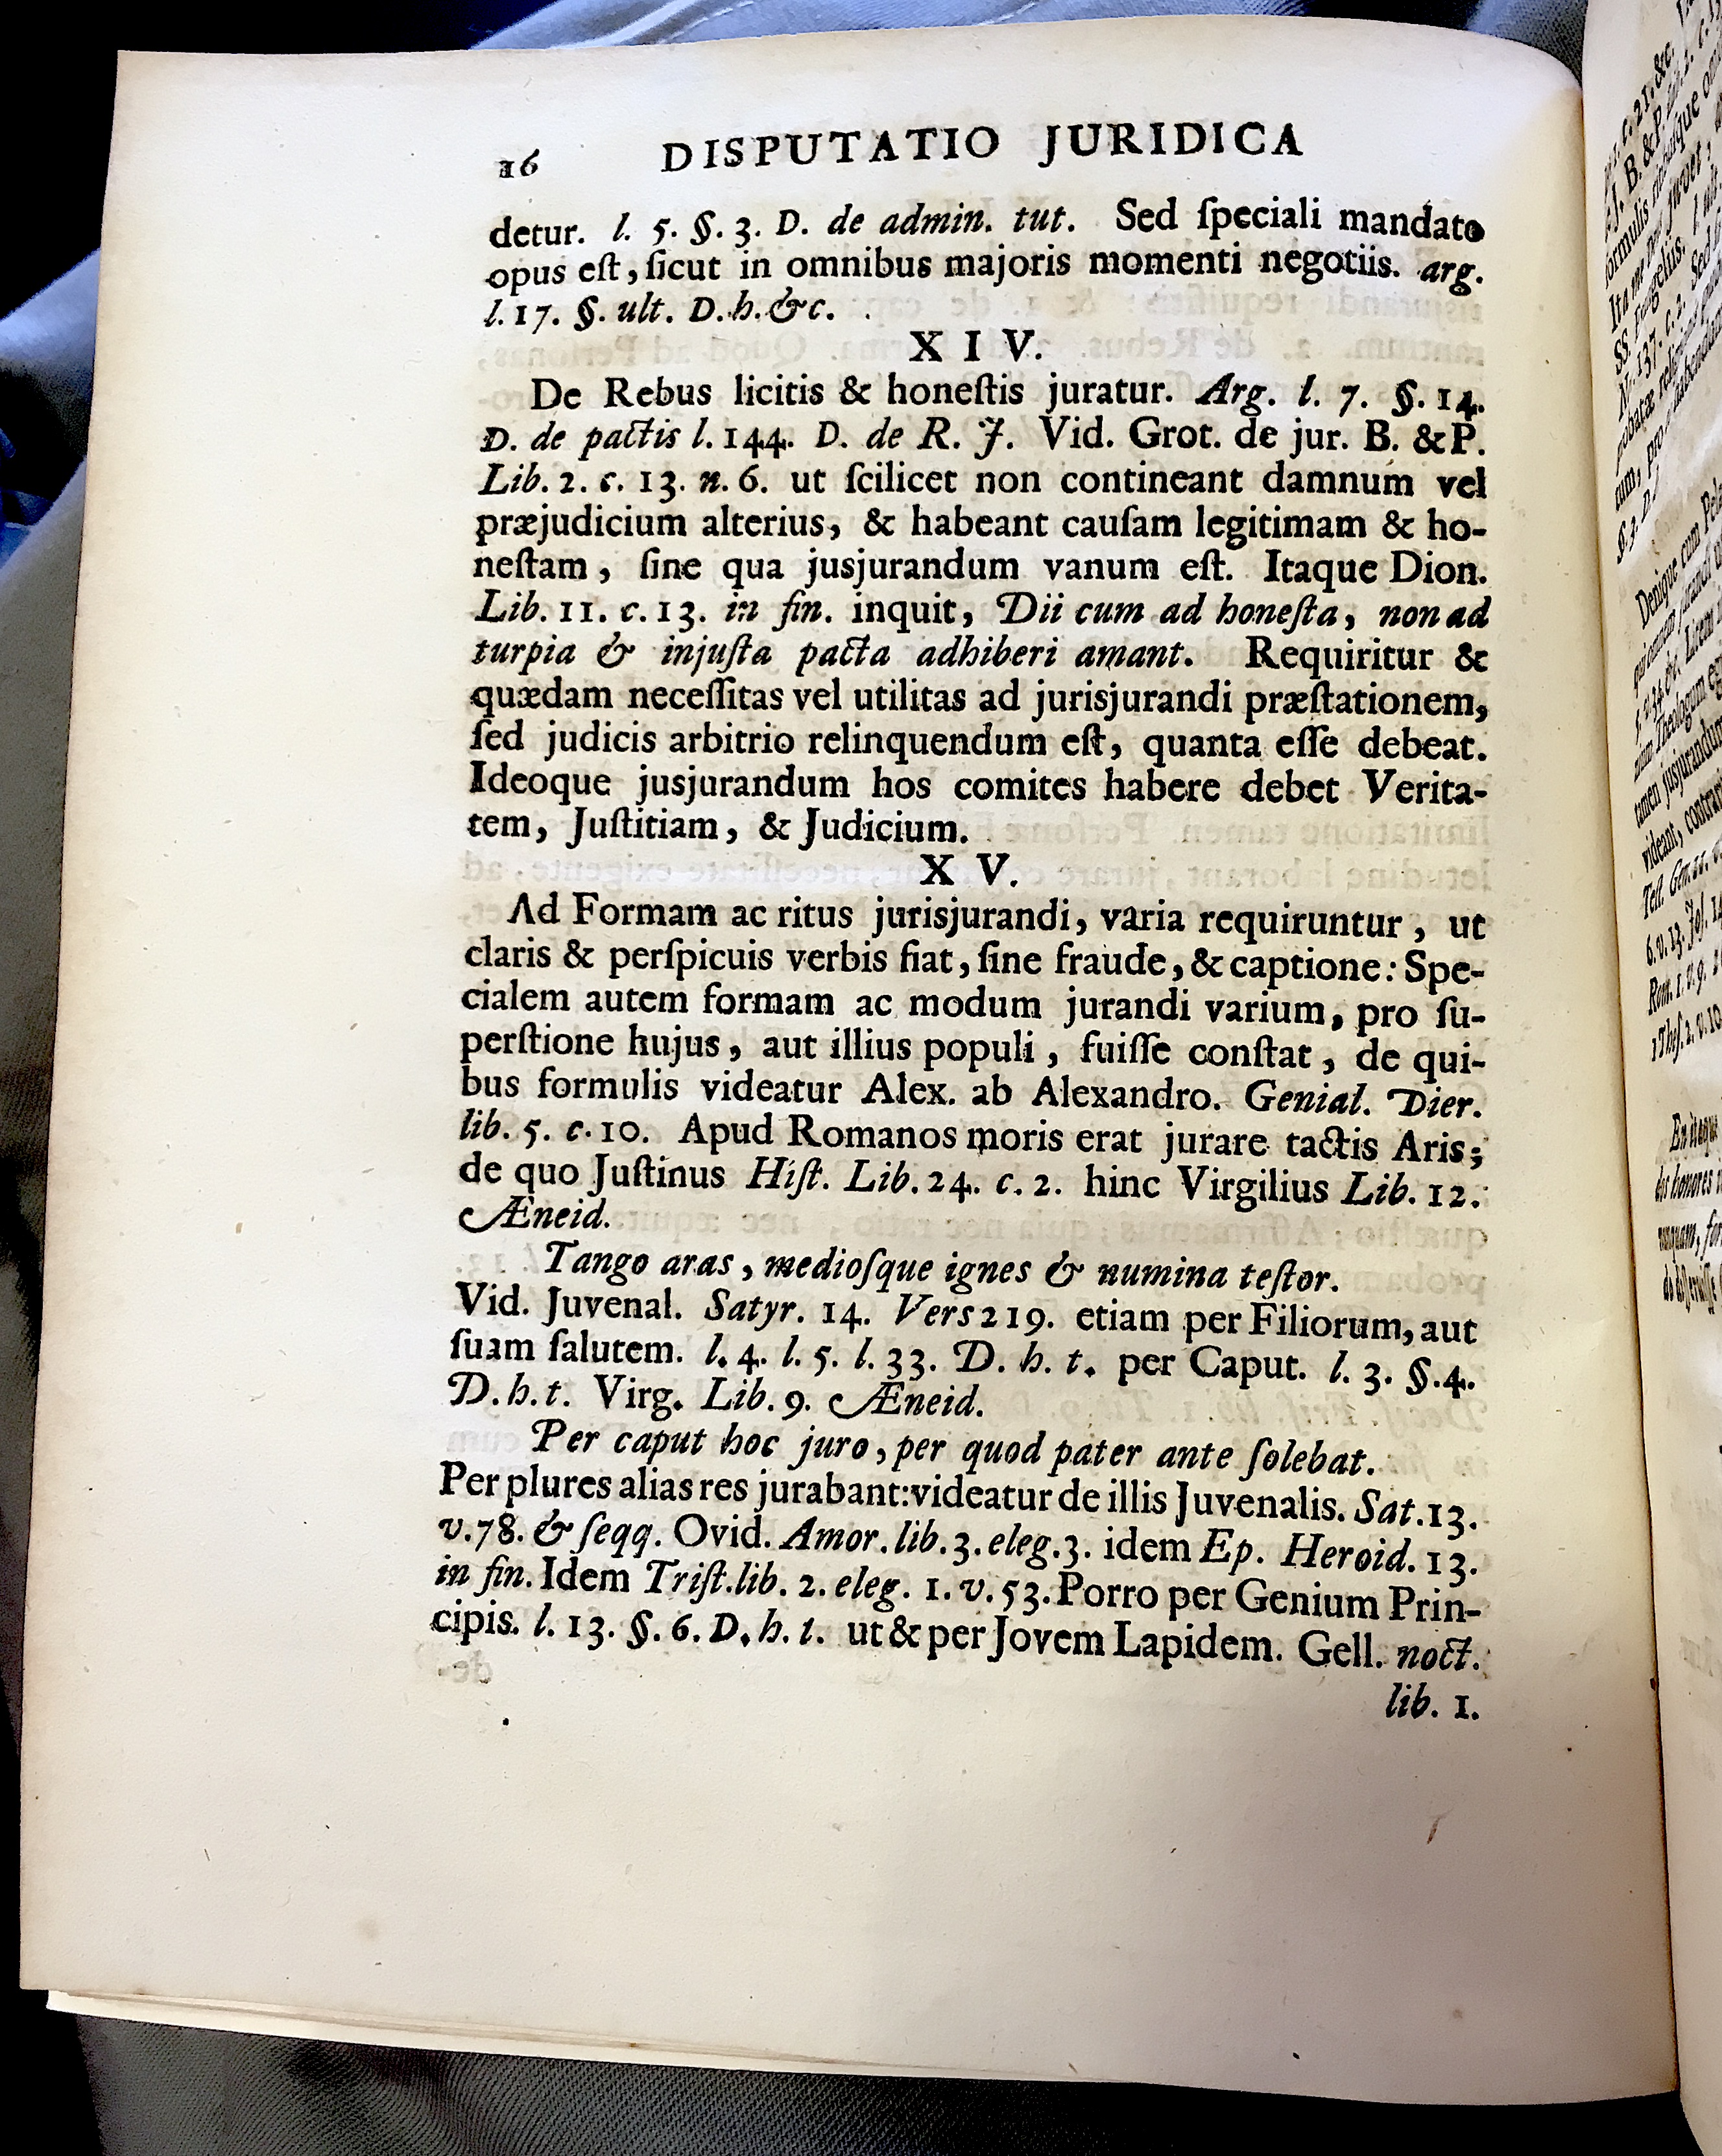 16 DISPUTATIO JURIDICA
detur. l. 5. §. 3. D. de admin. tut. Sed ſpeciali mandato
opus eſt, ſicut in omnibus majoris momenti negotiis. arg.
l. 17. §. ult. D. h. &c.
XIV.
De Rebus licitis & honeſtis juratur. Arg. l. 7. §. 14.
D. de pactis l. 144. D. de R. J. Vid. Grot. de jur. B. & P.
Lib. 2. c. 13. n. 6. ut ſcilicet non contineant damnum vel
præjudicium alterius, & habeant cauſam legitimam & ho-
neſtam, ſine qua jusjurandum vanum eſt. Itaque Dion.
Lib. 11. c. 13. in fin. inquit, Dii cum ad honeſta, non ad
turpia & injuſta pacta adhiberi amant. Requiritur &
quædam neceſſitas vel utilitas ad jurisjurandi præſtationem,
ſed judicis arbitrio relinquendum eſt, quanta eſſe debeat.
Ideoque jusjurandum hos comites habere debet Verita-
tem, Juſtitiam, & Judicium.
XV.
Ad Formam ac ritus jurisjurandi, varia requiruntur, ut
claris & perſpicuis verbis fiat, ſine fraude, & captione: Spe-
cialem autem formam ac modum jurandi varium, pro ſu-
perſtione hujus, aut illius populi, fuiſſe conſtat, de qui-
bus formulis videatur Alex. ab Alexandro. Genial. Dier.
lib. 5. c. 10. Apud Romanos moris erat jurare tactis Aris;
de quo Juſtinus Hiſt. Lib. 24. c. 2. hinc Virgilius Lib. 12.
Æneid.
Tango aras, medioſque ignes & numina teſtor.
Vid. Juvenal. Satyr. 14. Vers 219. etiam per Filiorum, aut
ſuam ſalutem. l. 4. l. 5. l. 33. D. h. t. per Caput. l. 3. §. 4.
D. h. t. Virg. Lib. 9. Æneid.
Per caput hoc juro, per quod pater ante ſolebat.
Per plures alias res jurabant: videatur de illis Juvenalis. Sat. 13.
v. 78. & ſeqq. Ovid. Amor. lib. 3. eleg. 3. idem Ep. Heroid. 13.
in fin. Idem Triſt. lib. 2. eleg. 1. v. 53. Porro per Genium Prin-
cipis. l. 13. §. 6. D. h. t. ut & per Jovem Lapidem. Gell. noct.
lib. 1.